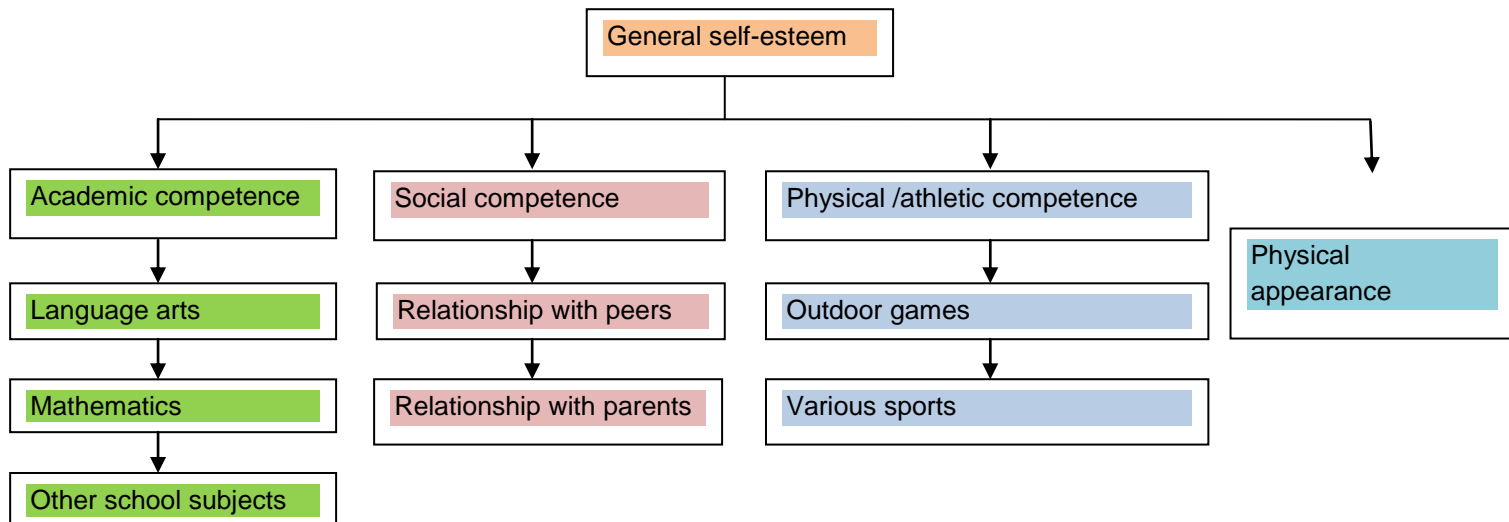 General self-esteem
Academic competence
Social competence
Physical /athletic competence
Physical
appearance
Language arts
Relationship with peers
Outdoor games
Mathematics
Relationship with parents
Various sports
Other school subjects